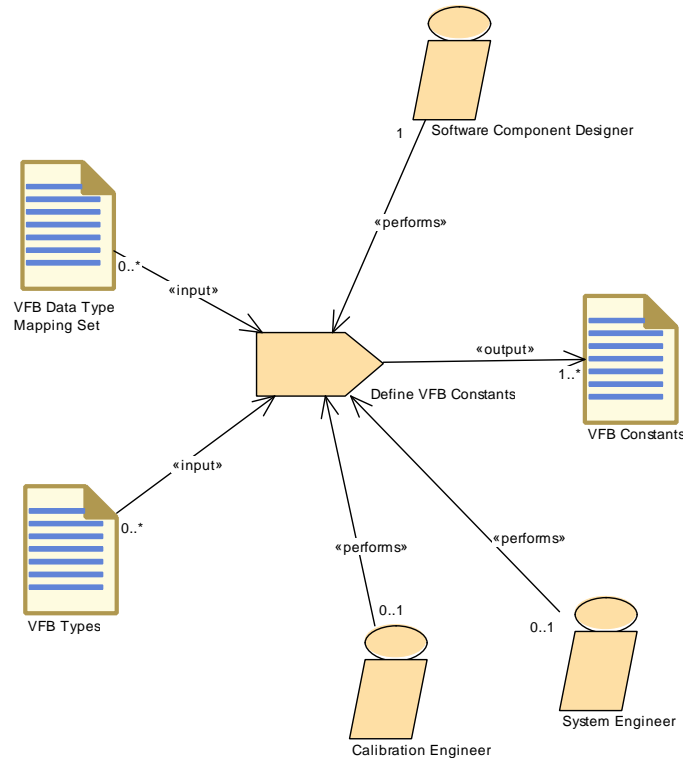 1
Software Component Designer
«performs»
0..*
«input»
VFB Data Type
Mapping Set
«output»
1..*
Define VFB Constants
VFB Constants
«input»
0..*
VFB Types
«performs»
«performs»
0..1
0..1
System Engineer
Calibration Engineer